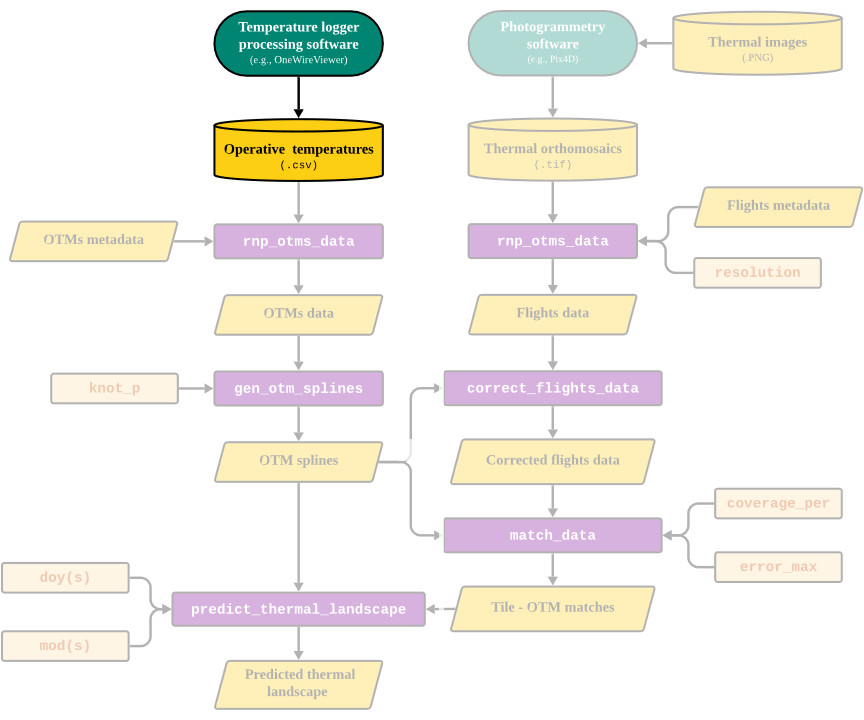 Temperature logger
processing software
(e.g., OneWireViewer)
Photogrammetry
software
(e.g., Pix4D)
Thermal images
(.PNG)
Operative temperatures
(.csv)
Thermal orthomosaics
(.tif)
Flights metadata
OTMs metadata
rnp_otms_data
rnp_otms_data
resolution
OTMs data
Flights data
knot_p
gen_otm_splines
correct_flights_data
OTM splines
Corrected flights data
coverage_per
match_data
error_max
doy(s)
predict_thermal_landscape
Tile - OTM matches
mod(s)
Predicted thermal
landscape